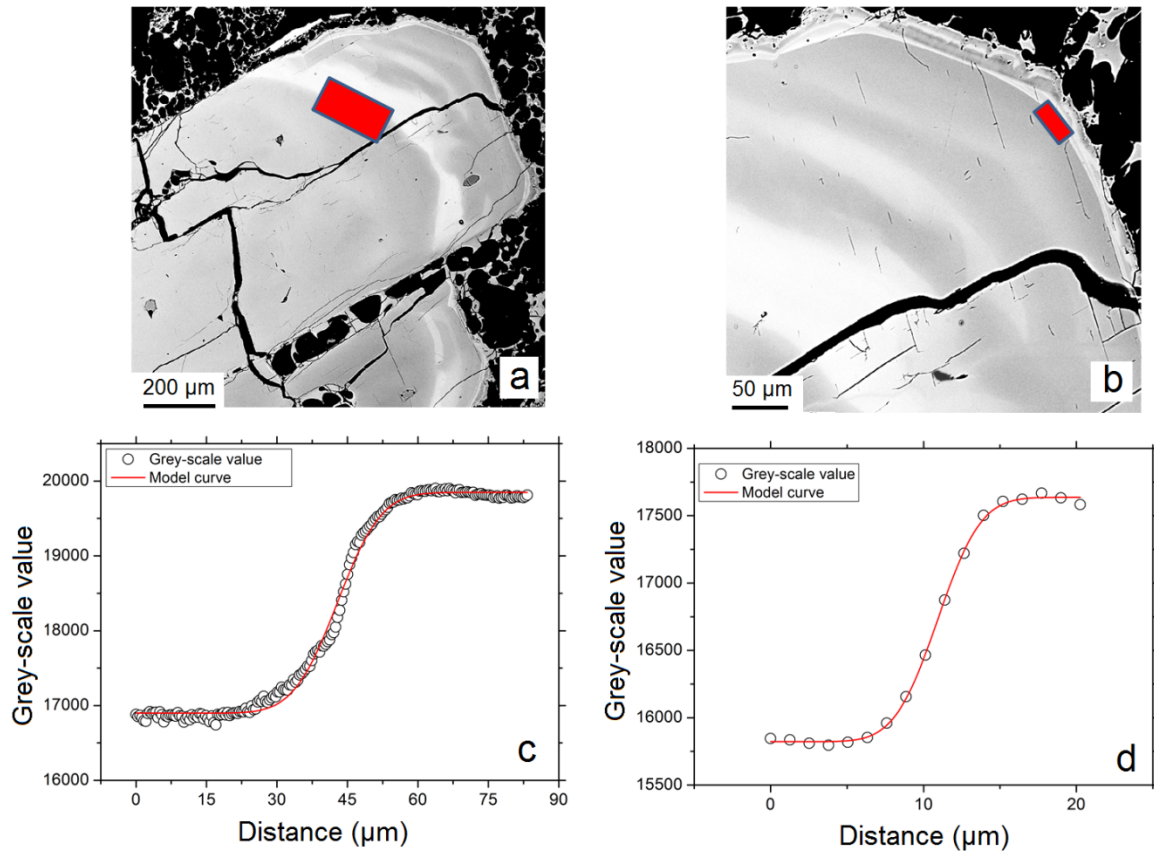 200 µm
a
50 µm
b
Grey-scale value
Model curve
20000
19000
18000
17000
16000
Grey-scale value
0
15
30
45
60
75
90
Distance (µm)
c
Grey-scale value
Model curve
18000
17500
17000
16500
16000
15500
Grey-scale value
0
10
20
Distance (µm)
d